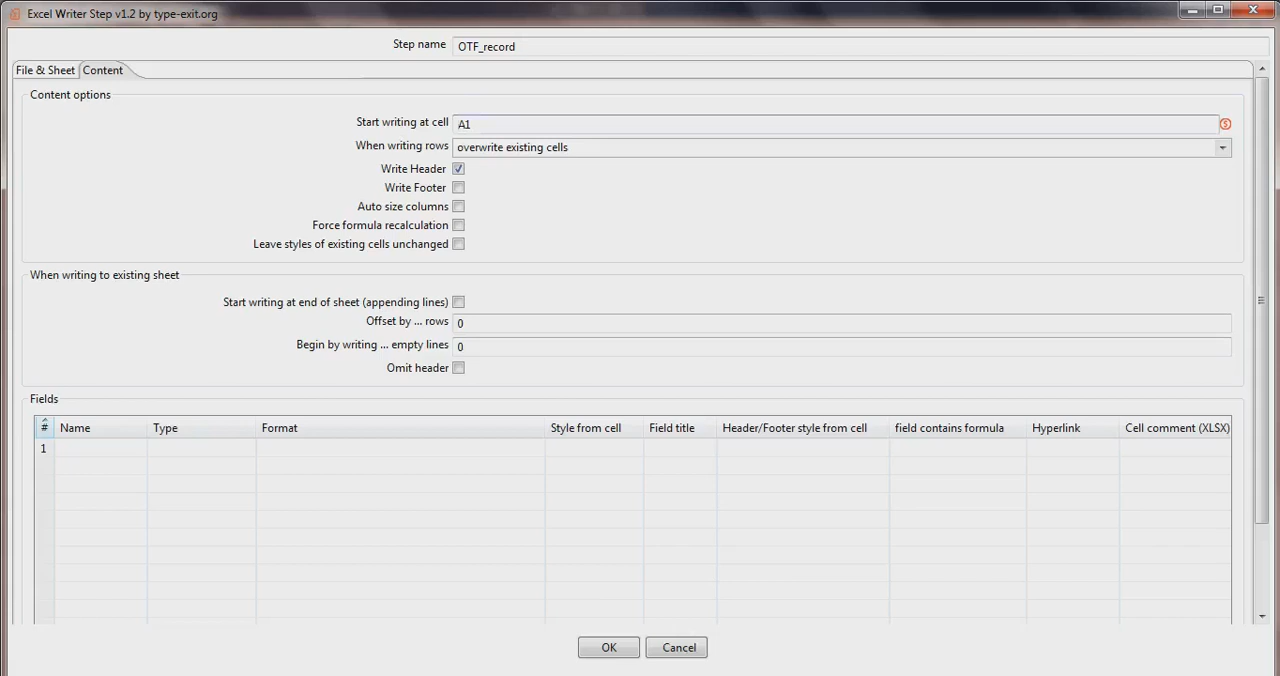 Excel Writer Step v1.2 by type-exit.org
Step name OTF_record
File & Sheet Content
Content options
Start writing at cell A1
When writing rows overwrite existing cells
Write Header
Write Footer
Auto size columns
Force formula recalculation
Leave styles of existing cells unchanged
When writing to existing sheet
Start writing at end of sheet (appending lines)
Offset by ... rows 0
Begin by writing ... empty lines 0
Omit header
Fields
# Name Type Format Style from cell Field title Header/Footer style from cell field contains formula Hyperlink Cell comment (XLSX)
1
OK Cancel